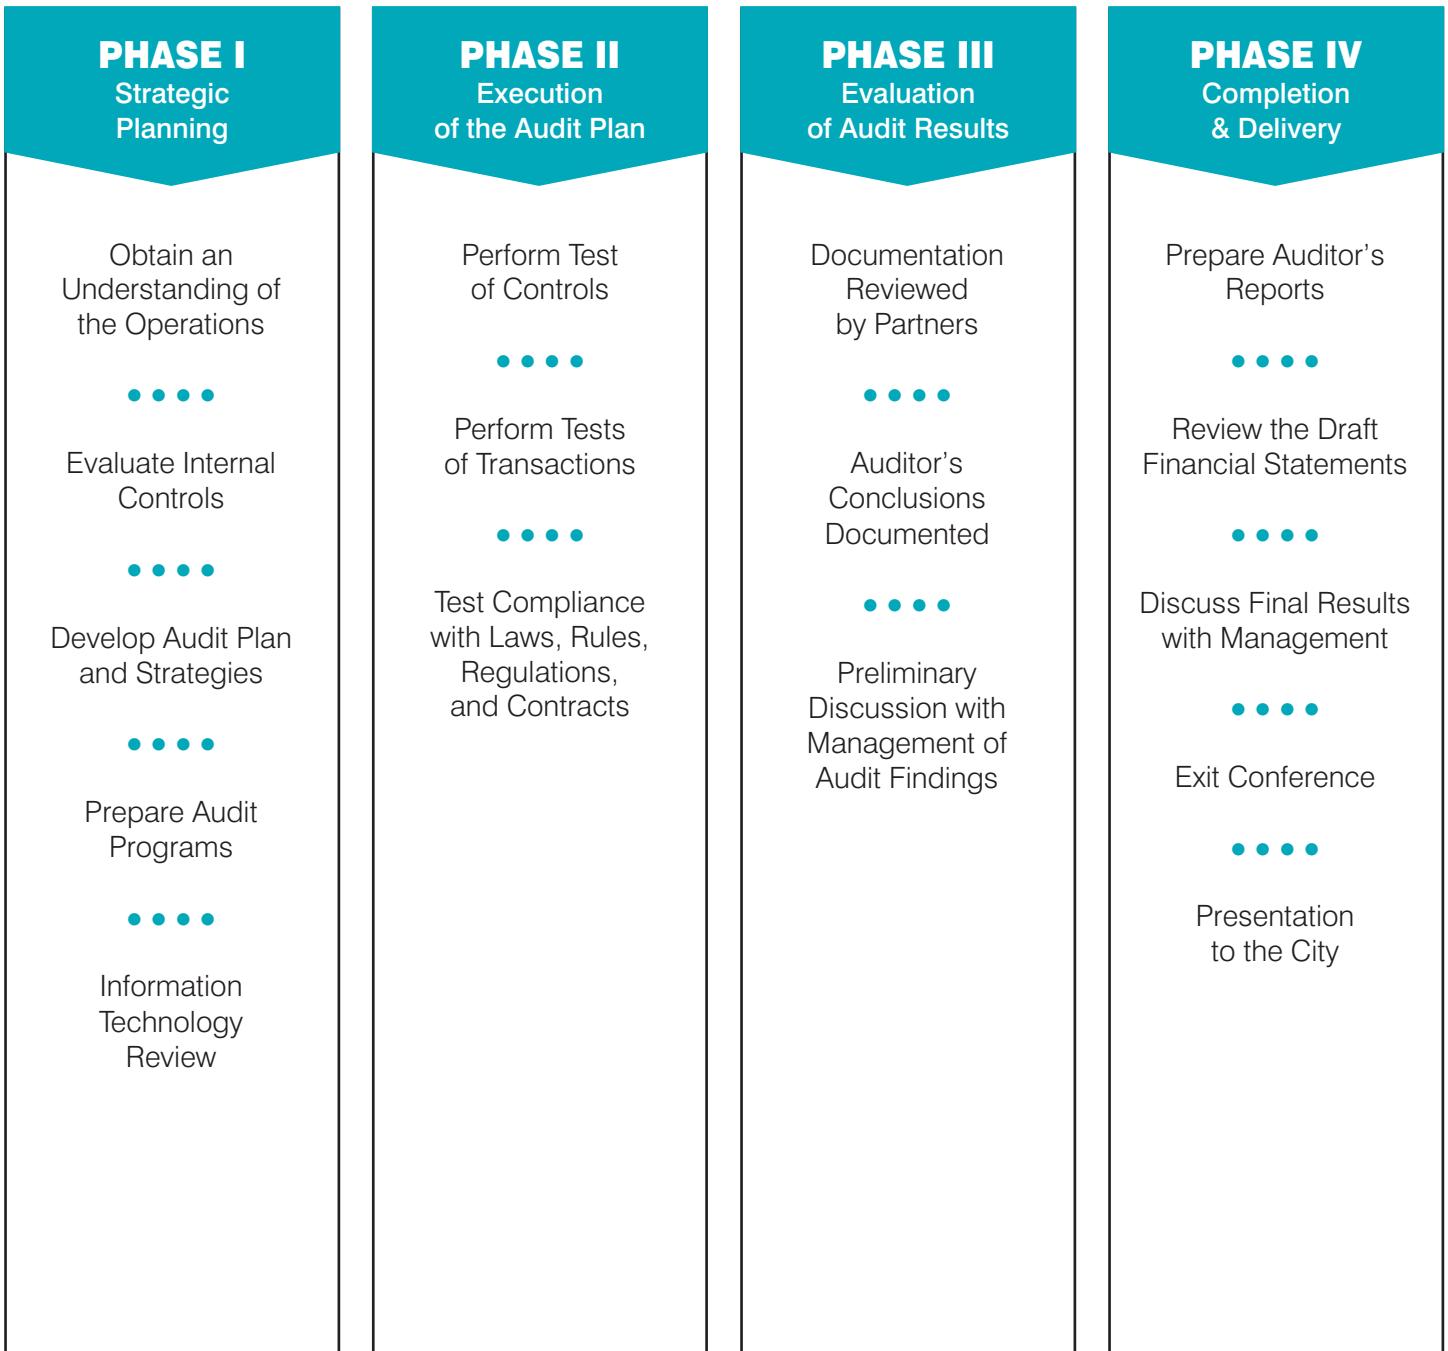 PHASE I
Strategic
Planning
Obtain an
Understanding of
the Operations
Evaluate Internal
Controls
Develop Audit Plan
and Strategies
Prepare Audit
Programs
Information
Technology
Review
PHASE II
Execution
of the Audit Plan
Perform Test
of Controls
Perform Tests
of Transactions
Test Compliance
with Laws, Rules,
Regulations,
and Contracts
PHASE III
Evaluation
of Audit Results
Documentation
Reviewed
by Partners
Auditor’s
Conclusions
Documented
Preliminary
Discussion with
Management of
Audit Findings
PHASE IV
Completion
& Delivery
Prepare Auditor’s
Reports
Review the Draft
Financial Statements
Discuss Final Results
with Management
Exit Conference
Presentation
to the City